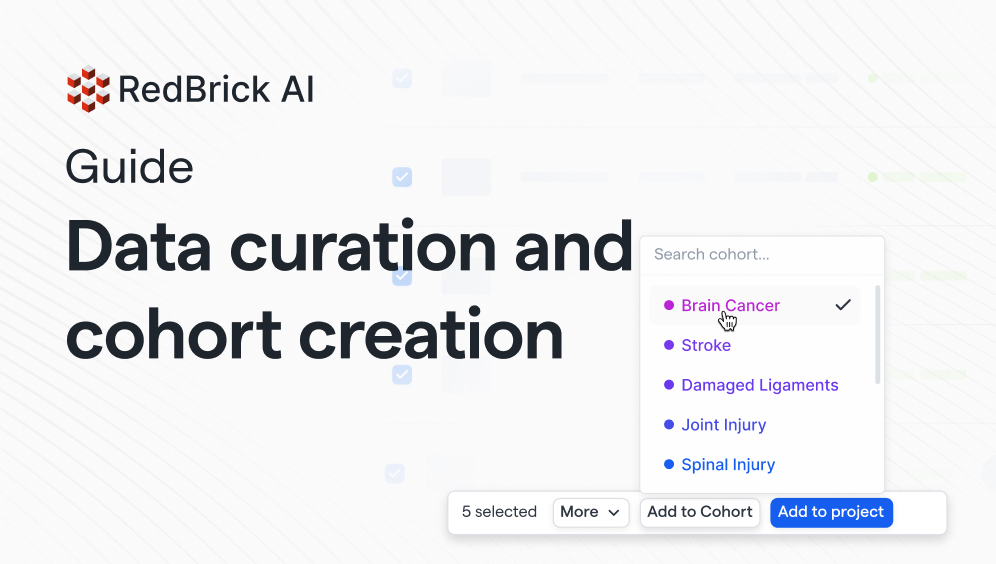 RedBrick AI
Guide
Data curation and
cohort creation
Search cohort...
Brain Cancer
Stroke
Damaged Ligaments
Joint Injury
Spinal Injury
5 selected More Add to Cohort Add to project